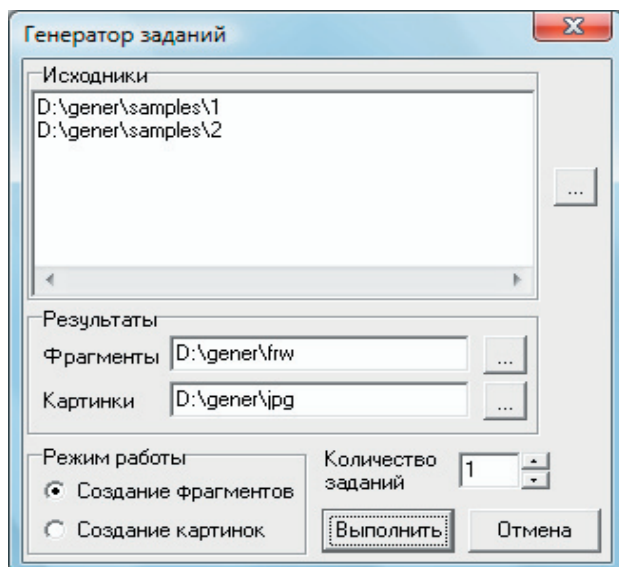 Генератор заданий
Исходники
D:\gener\samples\1
D:\gener\samples\2
...
Результаты
Фрагменты D:\gener\frw ...
Картинки D:\gener\jpg ...
Режим работы
Создание фрагментов
Создание картинок
Количество
заданий
1
Выполнить Отмена